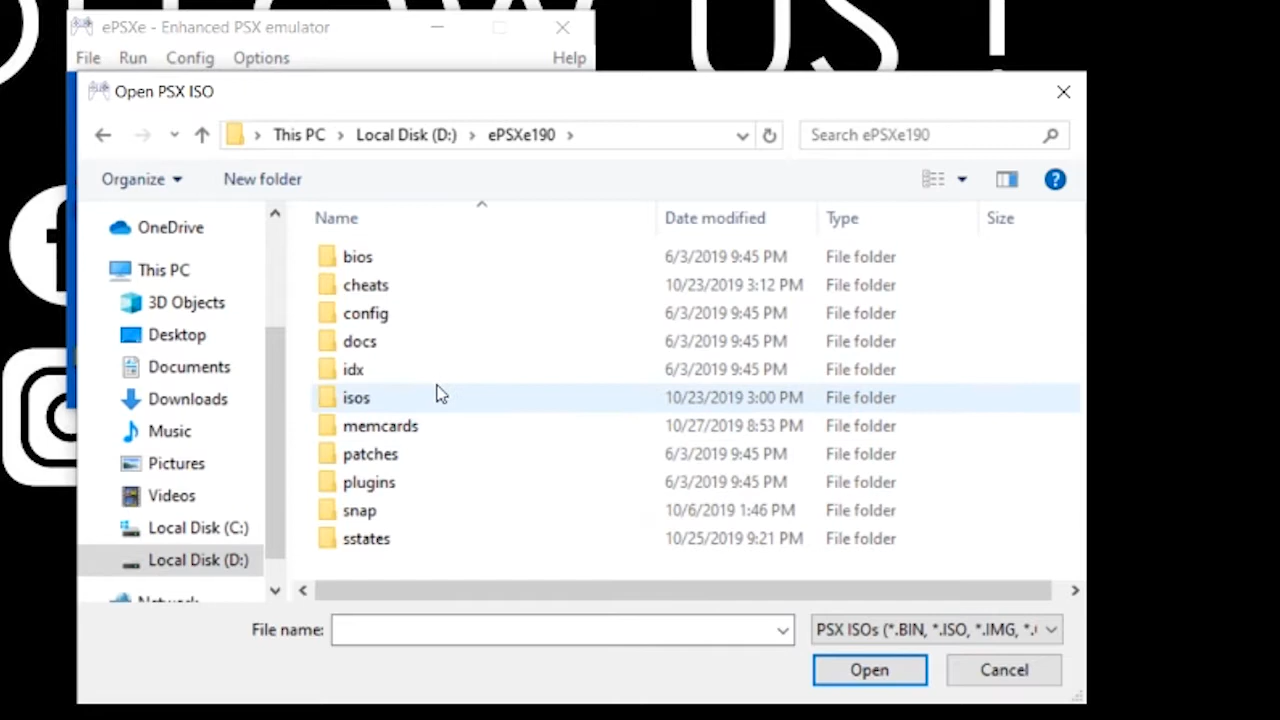 ePSXe - Enhanced PSX emulator
File Run Config Options Help
Open PSX ISO
This PC > Local Disk (D:) > ePSXe190 >
Search ePSXe190
Organize New folder
Name Date modified Type Size
OneDrive
This PC
3D Objects
Desktop
Documents
Downloads
Music
Pictures
Videos
Local Disk (C:)
Local Disk (D:)
Network
bios 6/3/2019 9:45 PM File folder
cheats 10/23/2019 3:12 PM File folder
config 6/3/2019 9:45 PM File folder
docs 6/3/2019 9:45 PM File folder
idx 6/3/2019 9:45 PM File folder
isos 10/23/2019 3:00 PM File folder
memcards 10/27/2019 8:53 PM File folder
patches 6/3/2019 9:45 PM File folder
plugins 6/3/2019 9:45 PM File folder
snap 10/6/2019 1:46 PM File folder
sstates 10/25/2019 9:21 PM File folder
File name:
PSX ISOs (*.BIN, *.ISO, *.IMG, *.
Open Cancel
US !